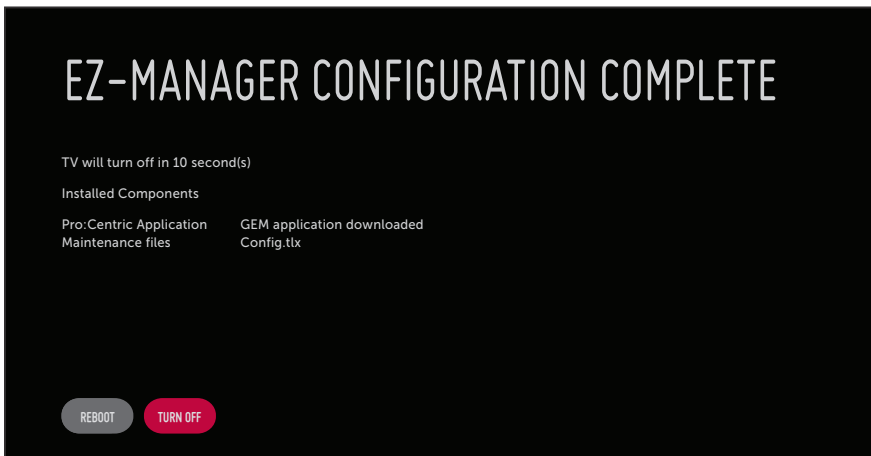 EZ-MANAGER CONFIGURATION COMPLETE
TV will turn off in 10 second(s)
Installed Components
Pro:Centric Application GEM application downloaded
Maintenance files Config.tlx
REBOOT TURN OFF